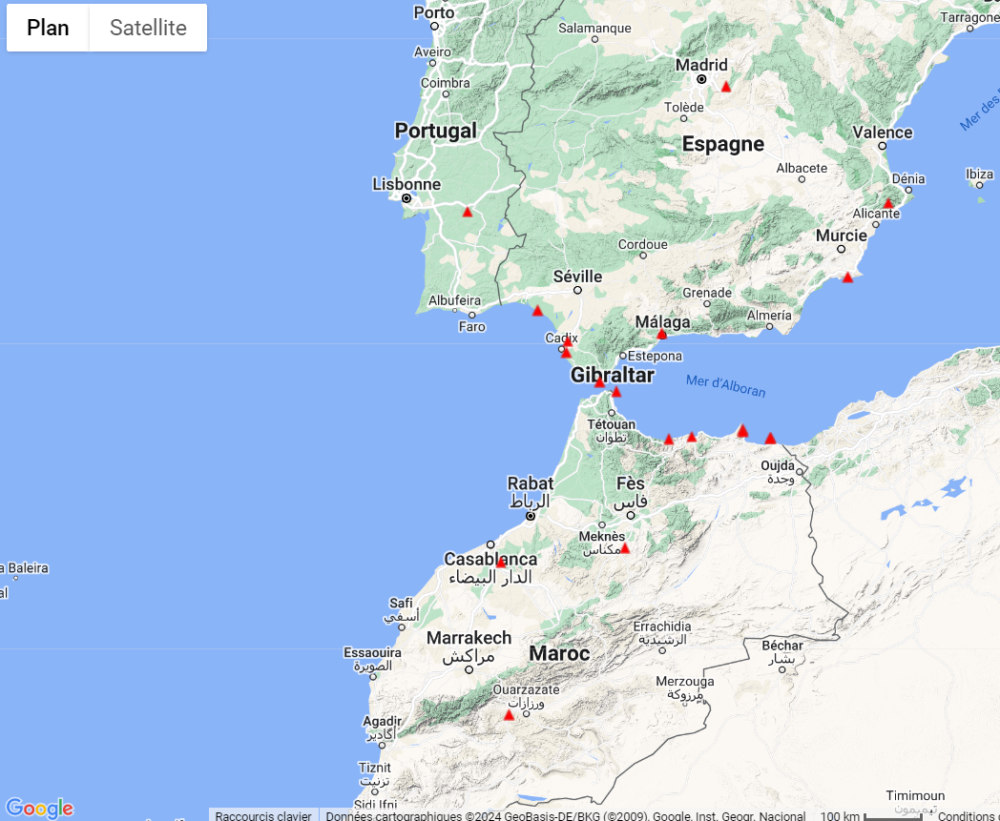 Plan
Satellite
Porto
Salamanque
Tarragone
Aveiro
Coimbra
Madrid
Tolède
Mer des
Portugal
Espagne
Valence
Albacete
Lisbonne
Dénia
Ibiza
Alicante
Murcie
Cordoue
Séville
Grenade
Albufeira
Faro
Málaga
Almería
Cadix
Estepona
Gibraltar
Mer d'Alboran
Tétouan
تطوان
Oujda
وجدة
Rabat
الرباط
Fès
فاس
Meknès
مكناس
Casablanca
الدار البيضاء
a Baleira
al
Safi
أسفي
Marrakech
مراكش
Errachidia
الرشيدية
Maroc
Béchar
بشار
Essaouira
الصويرة
Merzouga
مرزوكة
Ouarzazate
ورزازات
Agadir
أكادير
Tiznit
تزنيت
Sidi Ifni
Timimoun
تيميمون
Google
Raccourcis clavier
Données cartographiques ©2024 GeoBasis-DE/BKG (©2009), Google, Inst. Geogr. Nacional
100 km
Conditions